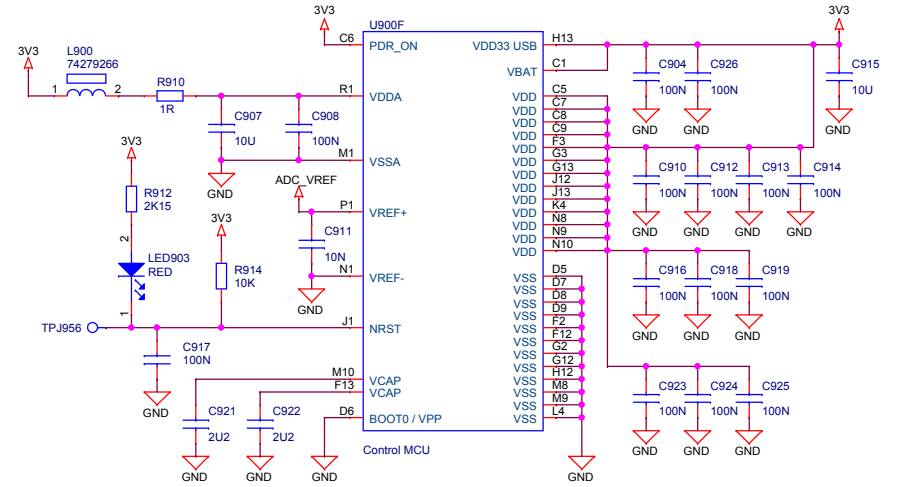 3V3
U900F
3V3
C6 PDR_ON VDD33 USB H13
3V3
L900
74279266
VBAT C1
C904
100N
C926
100N
C915
10U
1 2
R910
1R
R1 VDDA VDD C5
VDD C7
VDD C8
VDD C9
VDD F3
VDD G3
VDD G13
VDD J12
VDD J13
VDD K4
VDD N8
VDD N9
VDD N10
GND GND GND
C907
10U
C908
100N
3V3
M1 VSSA
GND
C910
100N
C912
100N
C913
100N
C914
100N
GND GND GND GND
R912
2K15
ADC_VREF
P1 VREF+
3V3
C911
10N
2
LED903
RED
1
R914
10K
N1 VREF-
GND
VSS D5
VSS D7
VSS D8
VSS D9
VSS F2
VSS F12
VSS G2
VSS G12
VSS H12
VSS M8
VSS M9
VSS L4
C916
100N
C918
100N
C919
100N
GND GND GND
TPJ956
J1 NRST
C917
100N
GND
M10 VCAP
F13 VCAP
C921
2U2
C922
2U2
D6 BOOT0 / VPP
C923
100N
C924
100N
C925
100N
GND GND GND
Control MCU
GND GND GND GND